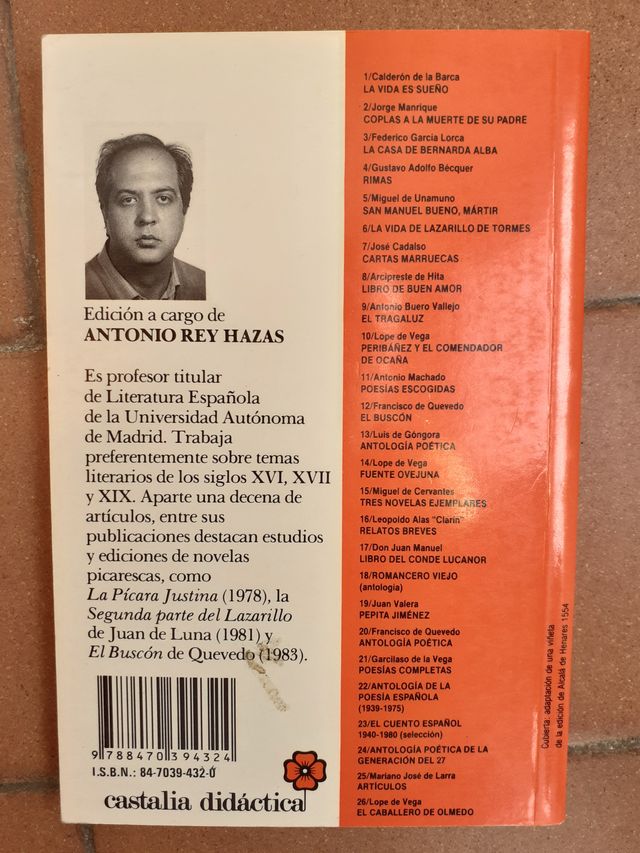 Edición a cargo de
ANTONIO REY HAZAS
Es profesor titular
de Literatura Española
de la Universidad Autónoma
de Madrid. Trabaja
preferentemente sobre temas
literarios de los siglos XVI, XVII
y XIX. Aparte una decena de
artículos, entre sus
publicaciones destacan estudios
y ediciones de novelas
picarescas, como
La Pícara Justina (1978), la
Segunda parte del Lazarillo
de Juan de Luna (1981) y
El Buscón de Quevedo (1983).
9 788470 394324
I.S.B.N.: 84-7039-432-0
castalia didáctica
1/Calderón de la Barca
LA VIDA ES SUEÑO
2/Jorge Manrique
COPLAS A LA MUERTE DE SU PADRE
3/Federico García Lorca
LA CASA DE BERNARDA ALBA
4/Gustavo Adolfo Bécquer
RIMAS
5/Miguel de Unamuno
SAN MANUEL BUENO, MÁRTIR
6/LA VIDA DE LAZARILLO DE TORMES
7/José Cadalso
CARTAS MARRUECAS
8/Arcipreste de Hita
LIBRO DE BUEN AMOR
9/Antonio Buero Vallejo
EL TRAGALUZ
10/Lope de Vega
PERIBÁÑEZ Y EL COMENDADOR
DE OCAÑA
11/Antonio Machado
POESÍAS ESCOGIDAS
12/Francisco de Quevedo
EL BUSCÓN
13/Luis de Góngora
ANTOLOGÍA POÉTICA
14/Lope de Vega
FUENTE OVEJUNA
15/Miguel de Cervantes
TRES NOVELAS EJEMPLARES
16/Leopoldo Alas "Clarín"
RELATOS BREVES
17/Don Juan Manuel
LIBRO DEL CONDE LUCANOR
18/ROMANCERO VIEJO
(antología)
19/Juan Valera
PEPITA JIMÉNEZ
20/Francisco de Quevedo
ANTOLOGÍA POÉTICA
21/Garcilaso de la Vega
POESÍAS COMPLETAS
22/ANTOLOGÍA DE LA
POESÍA ESPAÑOLA
(1939-1975)
23/EL CUENTO ESPAÑOL
1940-1980 (selección)
24/ANTOLOGÍA POÉTICA DE LA
GENERACIÓN DEL 27
25/Mariano José de Larra
ARTÍCULOS
26/Lope de Vega
EL CABALLERO DE OLMEDO
Cubierta: adaptación de una viñeta
de la edición de Alcalá de Henares 1554